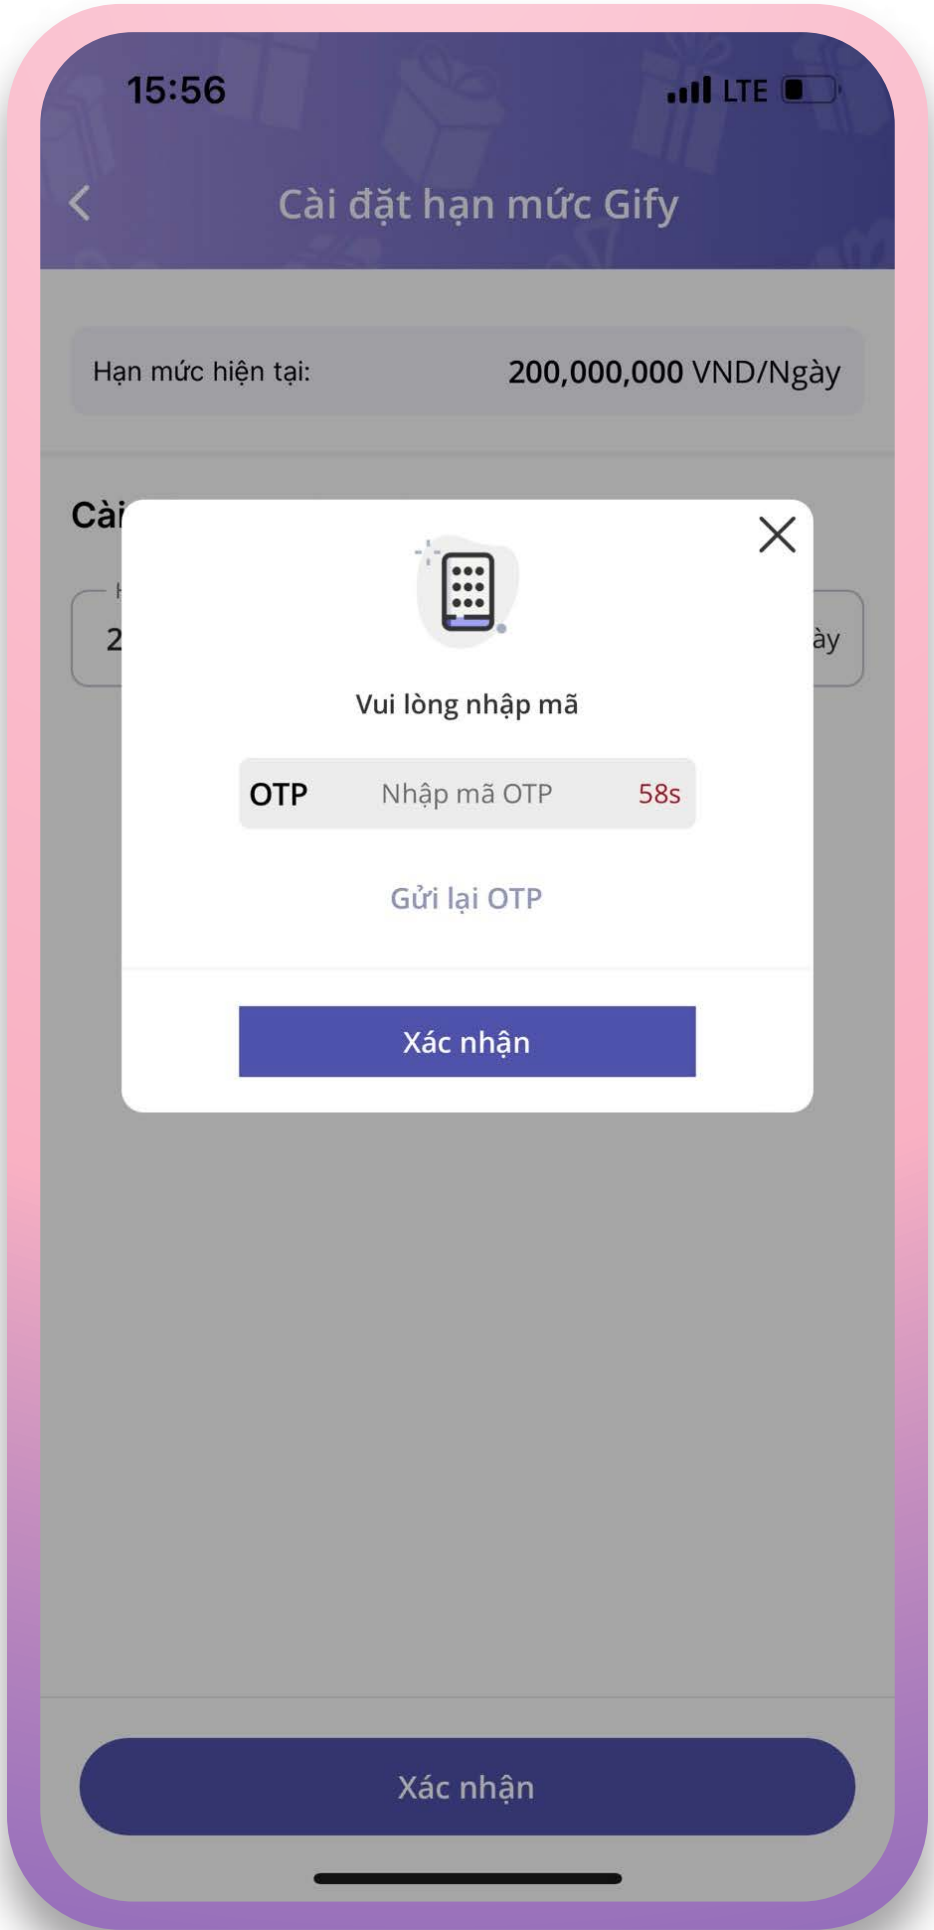 15:56 LTE
Cài đặt hạn mức Gify
Hạn mức hiện tại: 200,000,000 VND/Ngày
Cài
H
2 ày
Vui lòng nhập mã
OTP Nhập mã OTP 58s
Gửi lại OTP
Xác nhận
Xác nhận